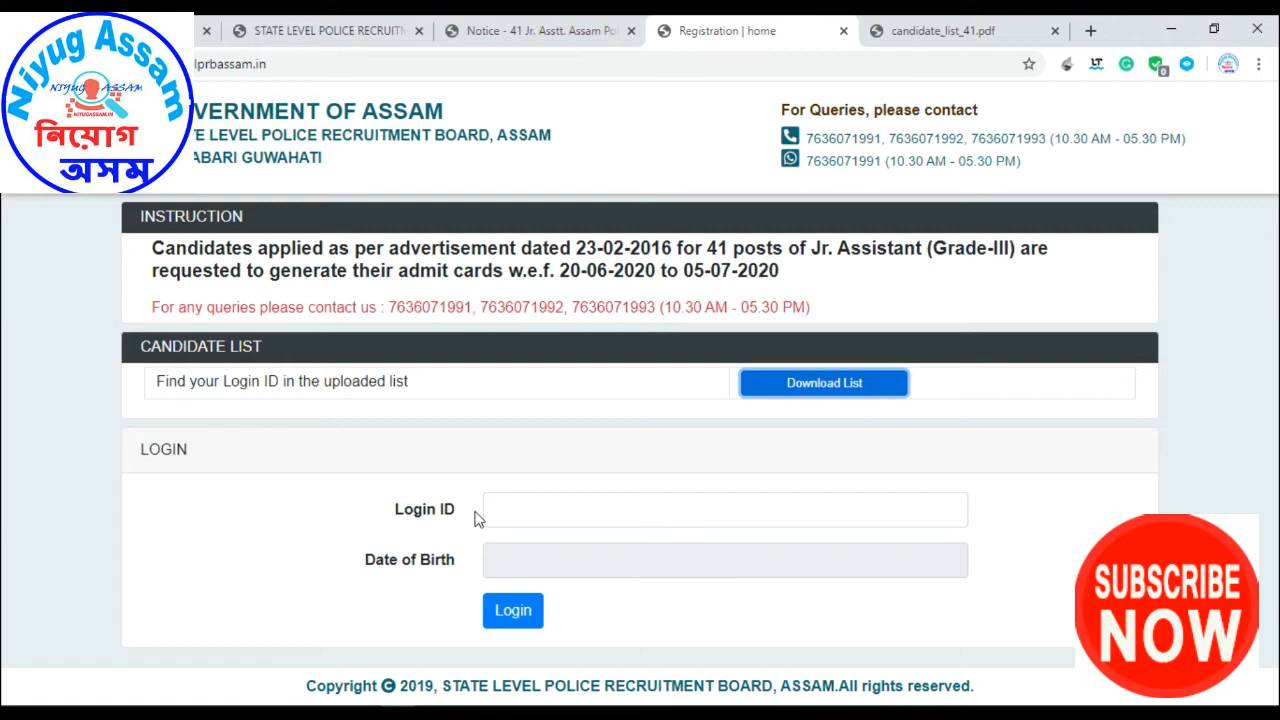 Niyug Assam
NIYUG ASSAM
NIYUGASSAM.IN
নিয়োগ
অসম
STATE LEVEL POLICE RECRUITM
Notice - 41 Jr. Asstt. Assam Pol
Registration | home
candidate_list_41.pdf
lprbassam.in
VERNMENT OF ASSAM
TE LEVEL POLICE RECRUITMENT BOARD, ASSAM
ABARI GUWAHATI
For Queries, please contact
7636071991, 7636071992, 7636071993 (10.30 AM - 05.30 PM)
7636071991 (10.30 AM - 05.30 PM)
INSTRUCTION
Candidates applied as per advertisement dated 23-02-2016 for 41 posts of Jr. Assistant (Grade-III) are
requested to generate their admit cards w.e.f. 20-06-2020 to 05-07-2020
For any queries please contact us : 7636071991, 7636071992, 7636071993 (10.30 AM - 05.30 PM)
CANDIDATE LIST
Find your Login ID in the uploaded list
Download List
LOGIN
Login ID
Date of Birth
Login
SUBSCRIBE
NOW
Copyright © 2019, STATE LEVEL POLICE RECRUITMENT BOARD, ASSAM.All rights reserved.